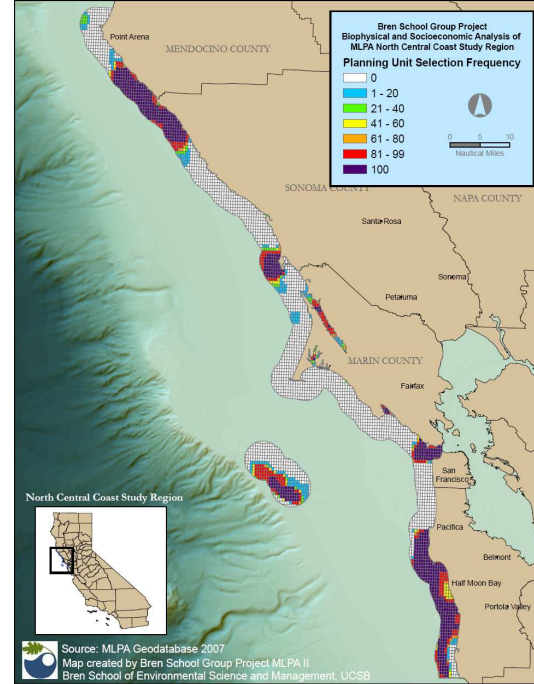 Bren School Group Project
Biophysical and Socioeconomic Analysis of
MLPA North Central Coast Study Region
Planning Unit Selection Frequency
0
1 - 20
21 - 40
41 - 60
61 - 80
81 - 99
100
0 5 10
Nautical Miles
Point Arena
MENDOCINO COUNTY
SONOMA COUNTY
NAPA COUNTY
Santa Rosa
Sonoma
Petaluma
MARIN COUNTY
Fairfax
San
Francisco
Pacifica
Belmont
Half Moon Bay
Portola Valley
North Central Coast Study Region
Source: MLPA Geodatabase 2007
Map created by Bren School Group Project MLPA II
Bren School of Environmental Science and Management, UCSB